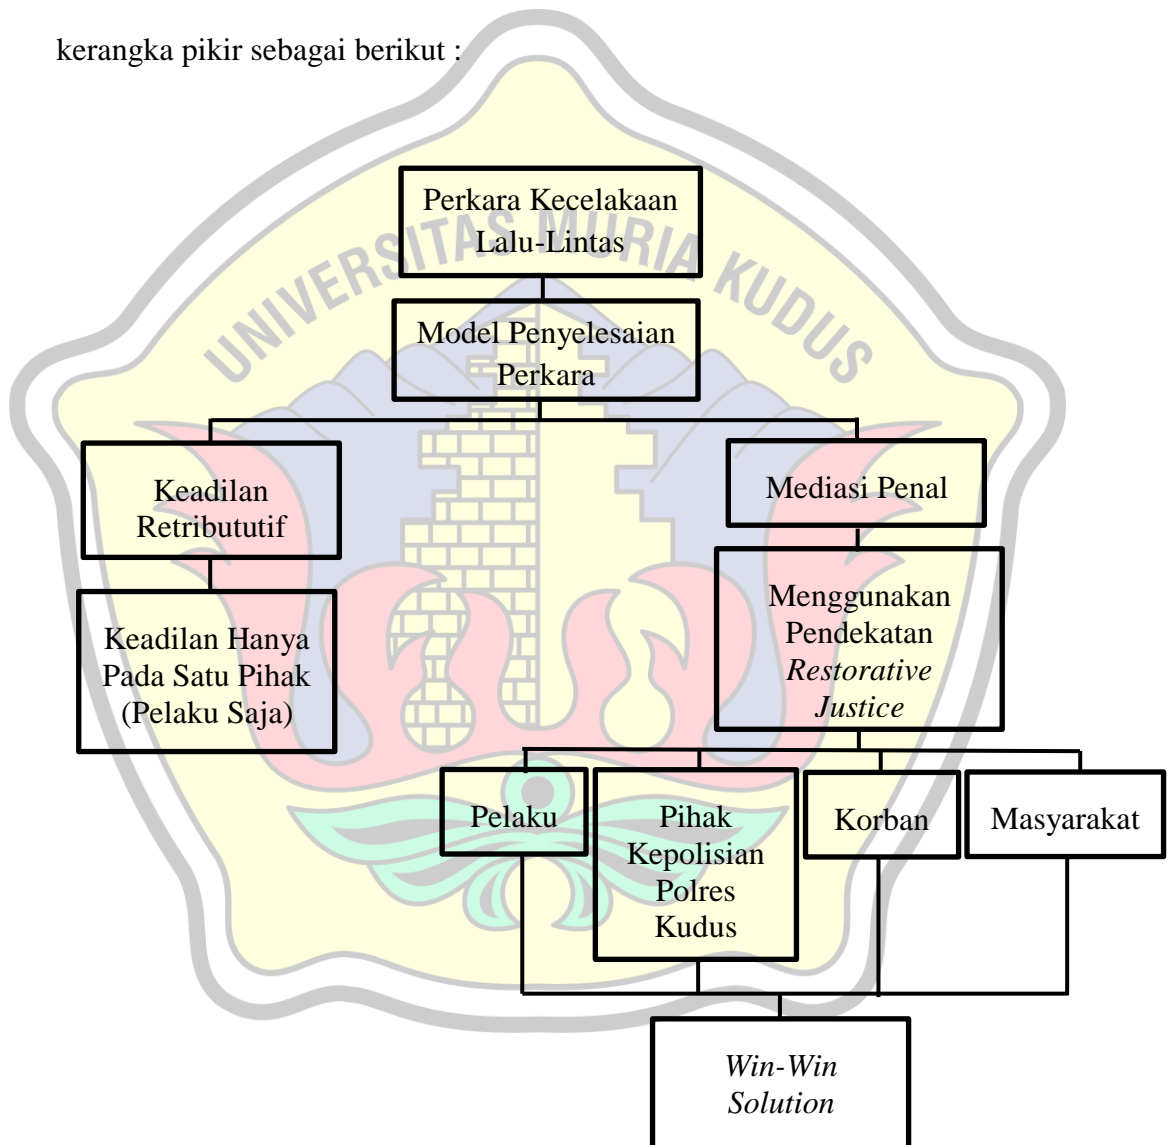 kerangka pikir sebagai berikut :
UNIVERSITAS MURIA KUDUS
Perkara Kecelakaan
Lalu-Lintas
Model Penyelesaian
Perkara
Keadilan
Retribututif
Mediasi Penal
Keadilan Hanya
Pada Satu Pihak
(Pelaku Saja)
Menggunakan
Pendekatan
Restorative
Justice
Pelaku
Pihak
Kepolisian
Polres
Kudus
Korban
Masyarakat
Win-Win
Solution